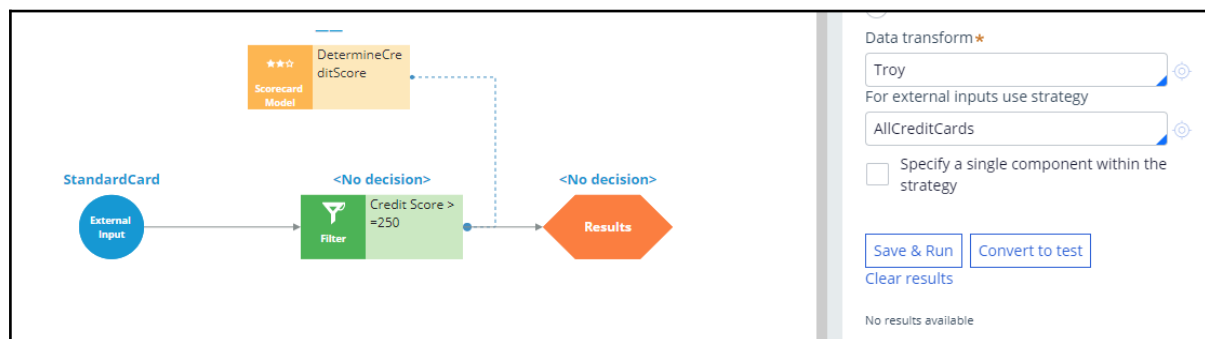 DetermineCre
ditScore
Scorecard
Model
StandardCard
External
Input
<No decision>
Credit Score >
=250
Filter
<No decision>
Results
Data transform★
Troy
For external inputs use strategy
AllCreditCards
Specify a single component within the
strategy
Save & Run
Convert to test
Clear results
No results available